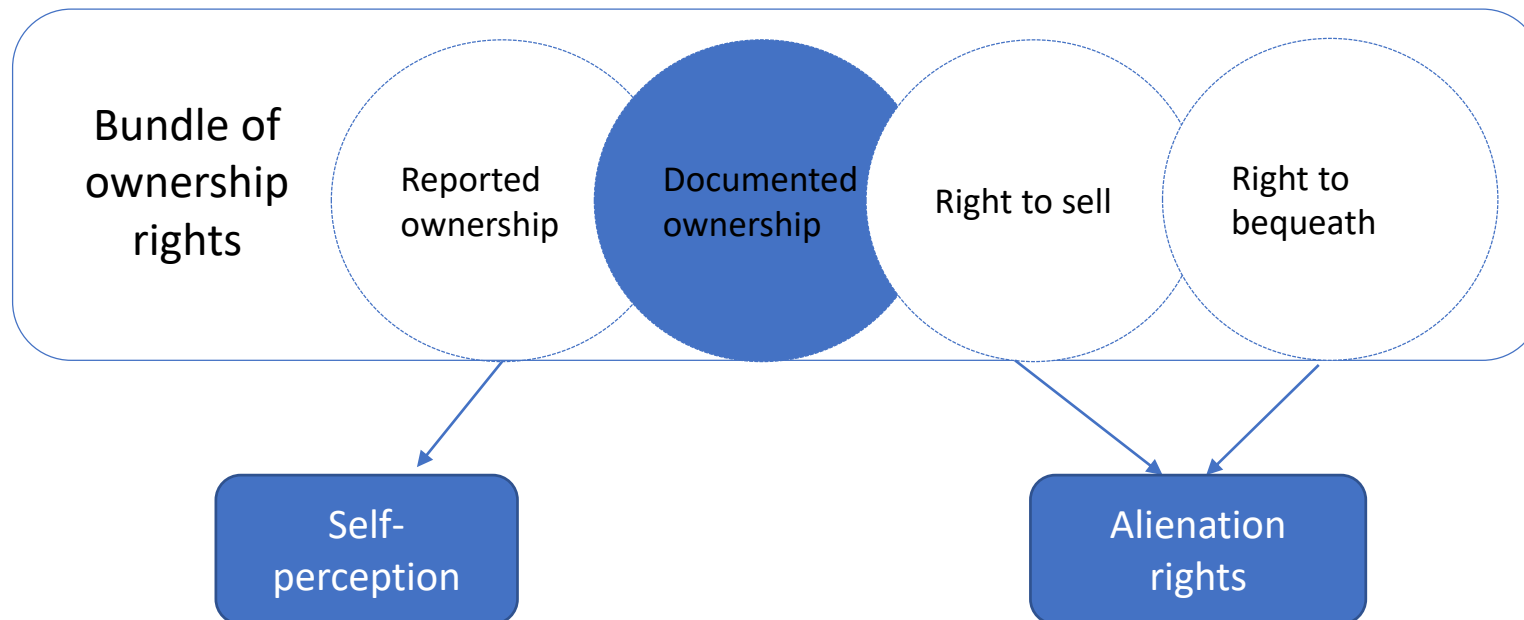 Bundle of
ownership
rights
Reported
ownership
Documented
ownership
Right to sell
Right to
bequeath
Self-
perception
Alienation
rights